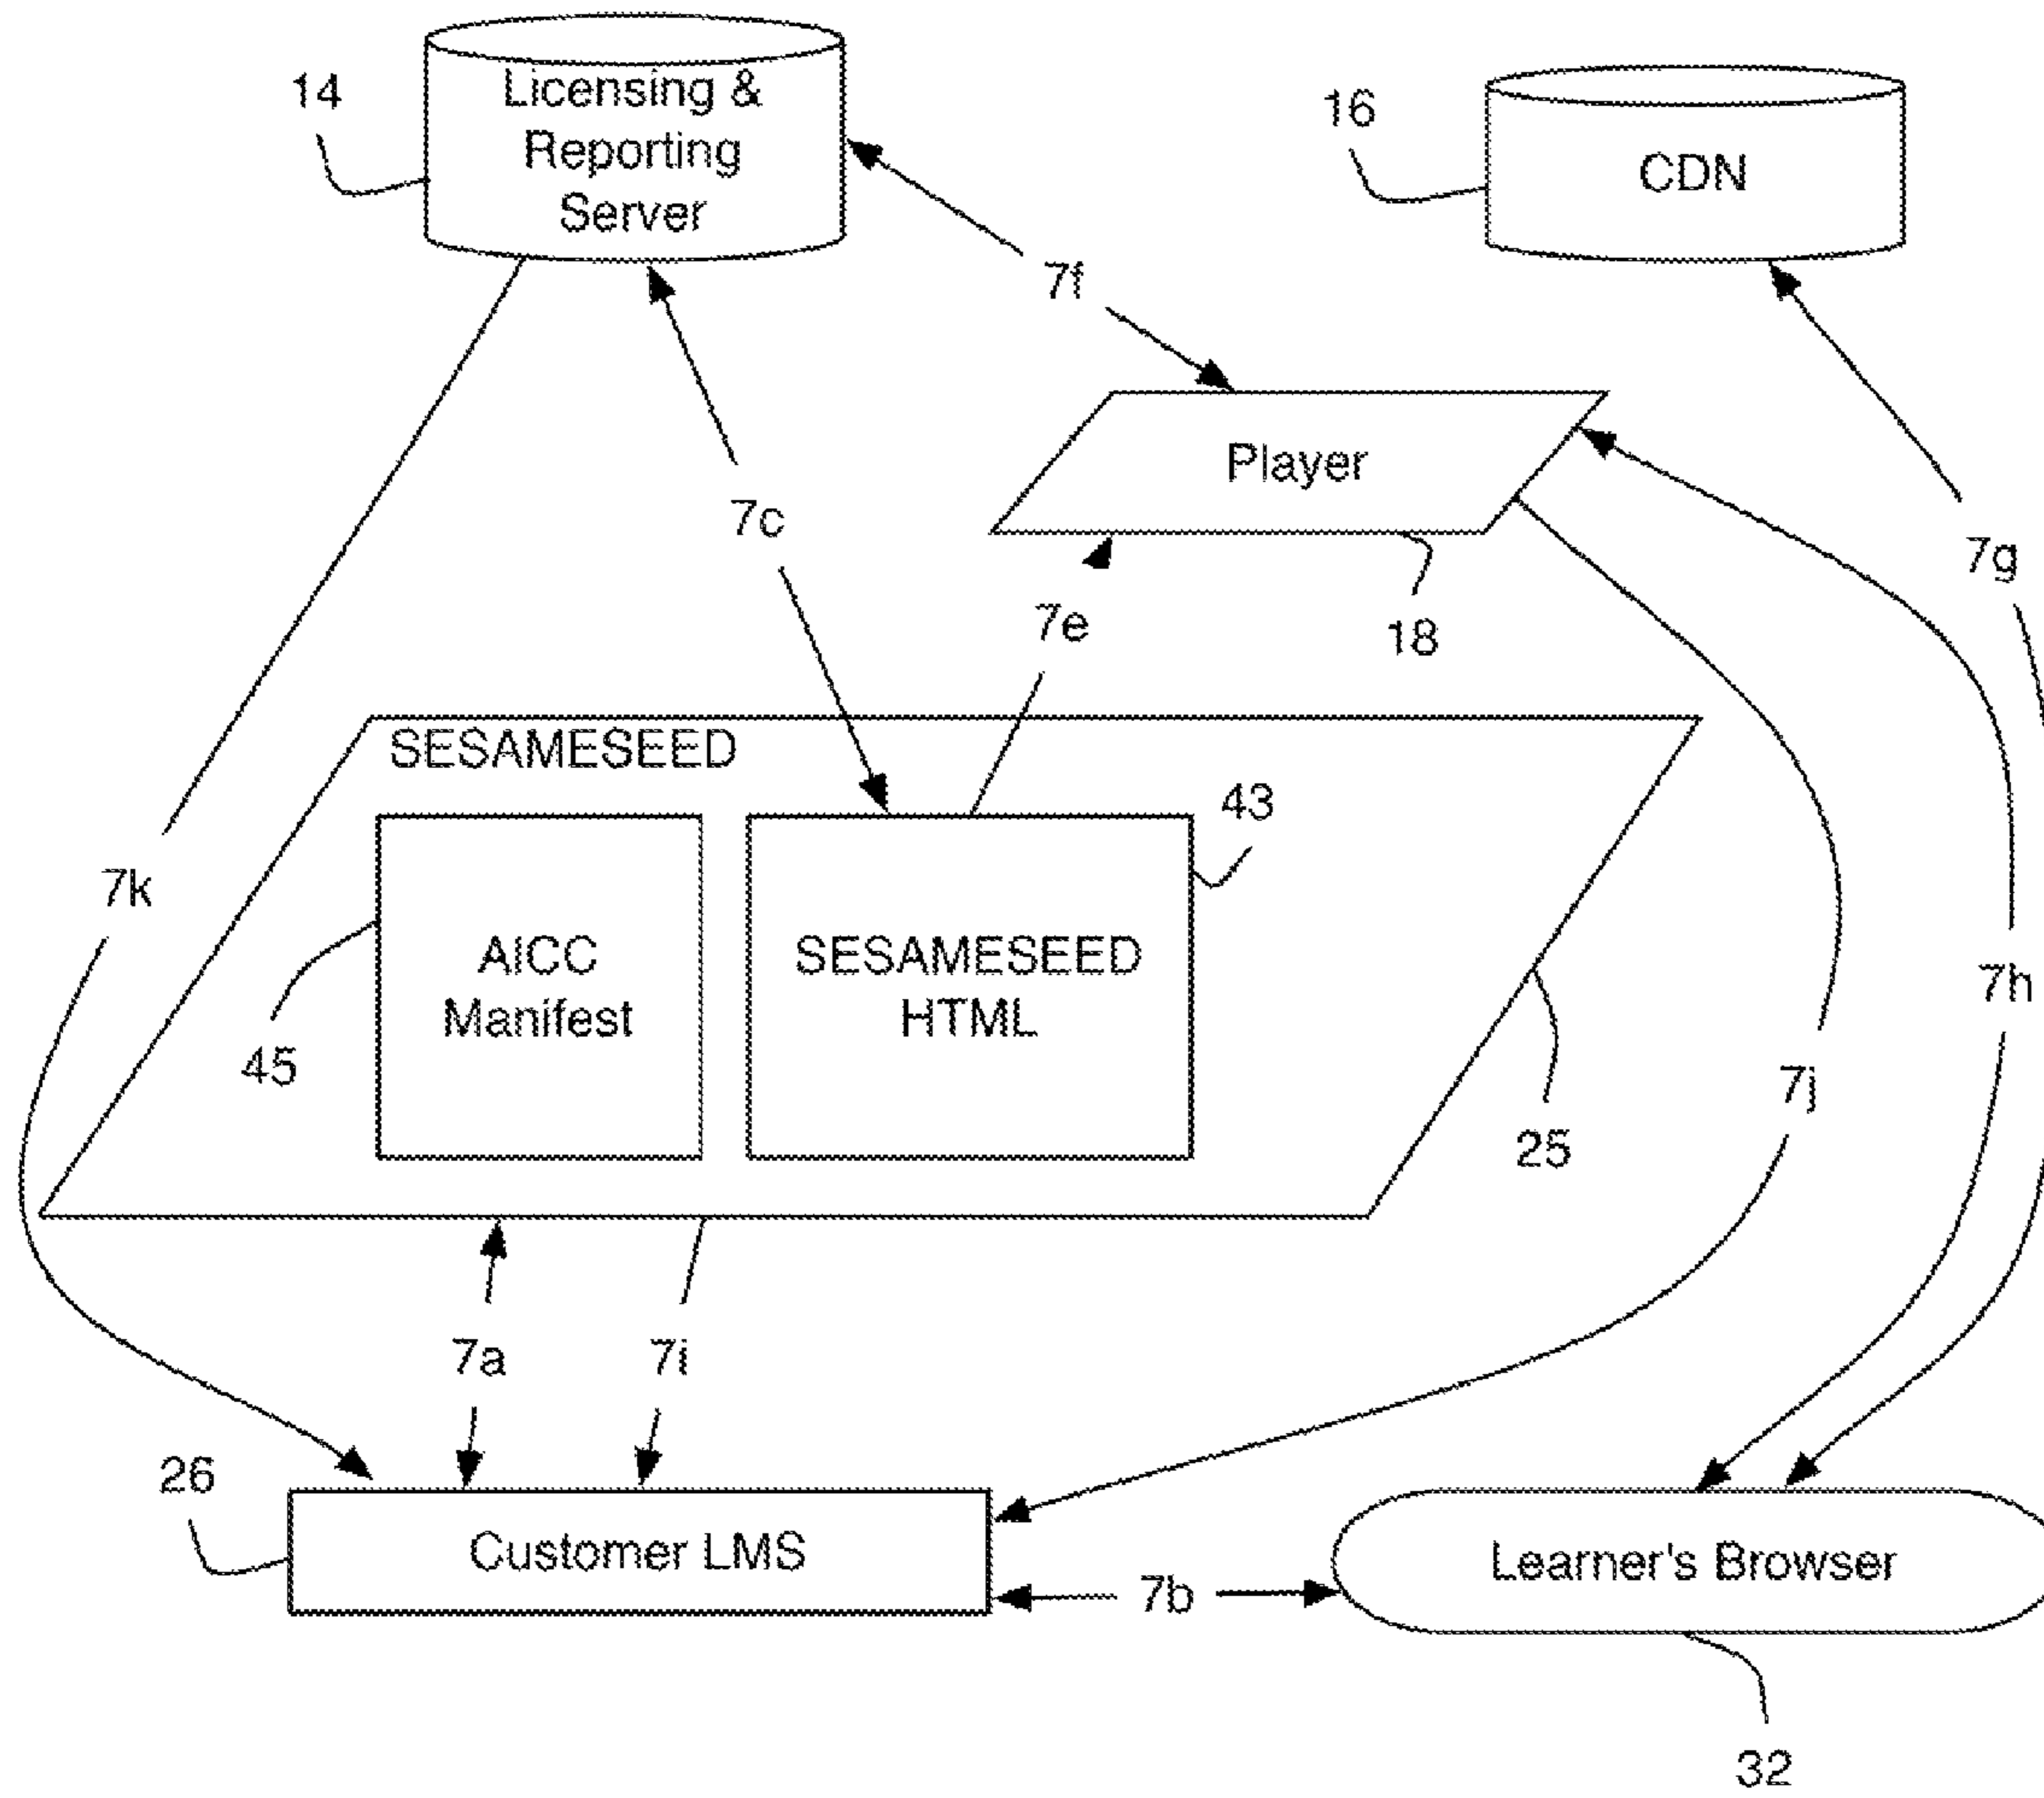 14
Licensing &
Reporting
Server
16
CDN
7f
Player
7c
7g
7e
18
SESAMESEED
43
7k
AICC
Manifest
SESAMESEED
HTML
7h
45
7j
25
7a
7i
26
Customer LMS
7b
Learner's Browser
32